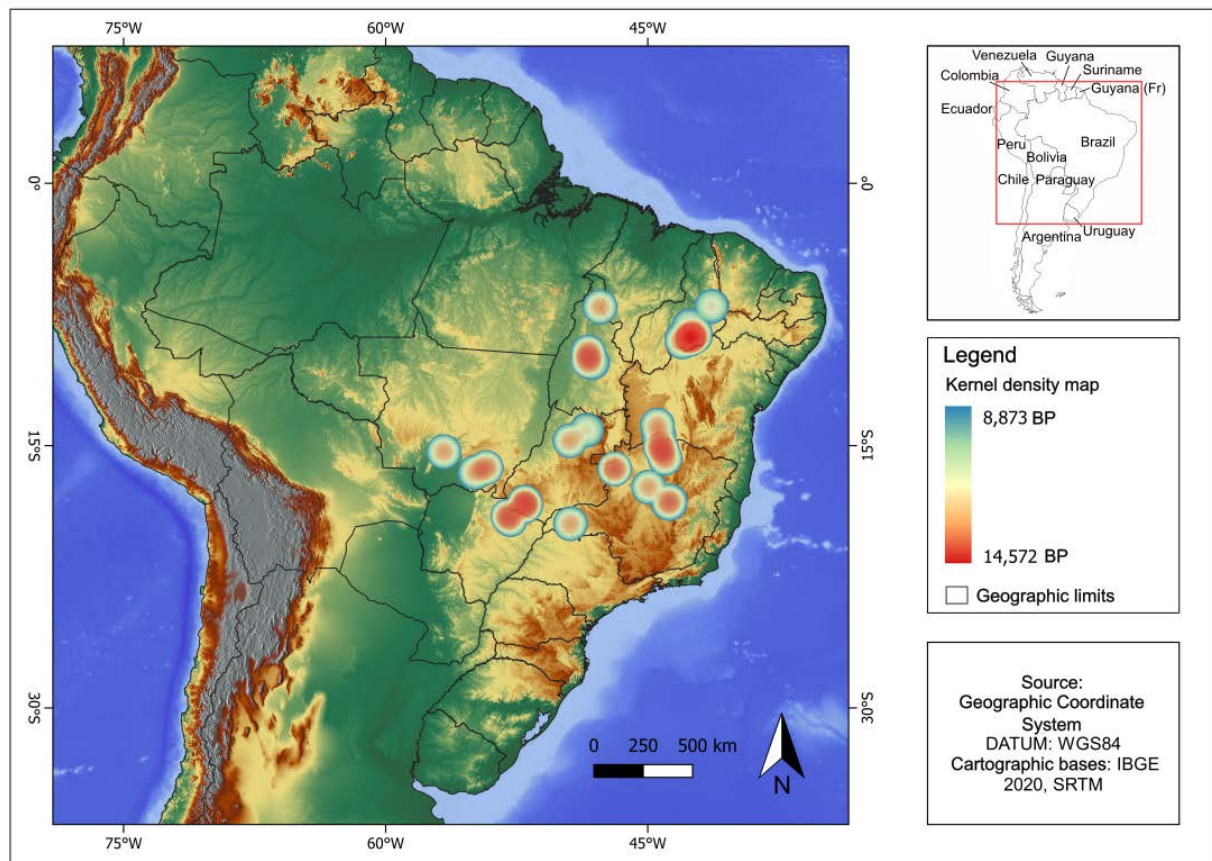 75°W 60°W 45°W
0° 0°
15°S 15°S
30°S 30°S
0 250 500 km
N
75°W 60°W 45°W
Venezuela Guyana
Colombia Suriname
Guyana (Fr)
Ecuador
Peru Brazil
Bolivia
Chile Paraguay
Uruguay
Argentina
Legend
Kernel density map
8,873 BP
14,572 BP
Geographic limits
Source:
Geographic Coordinate
System
DATUM: WGS84
Cartographic bases: IBGE
2020, SRTM